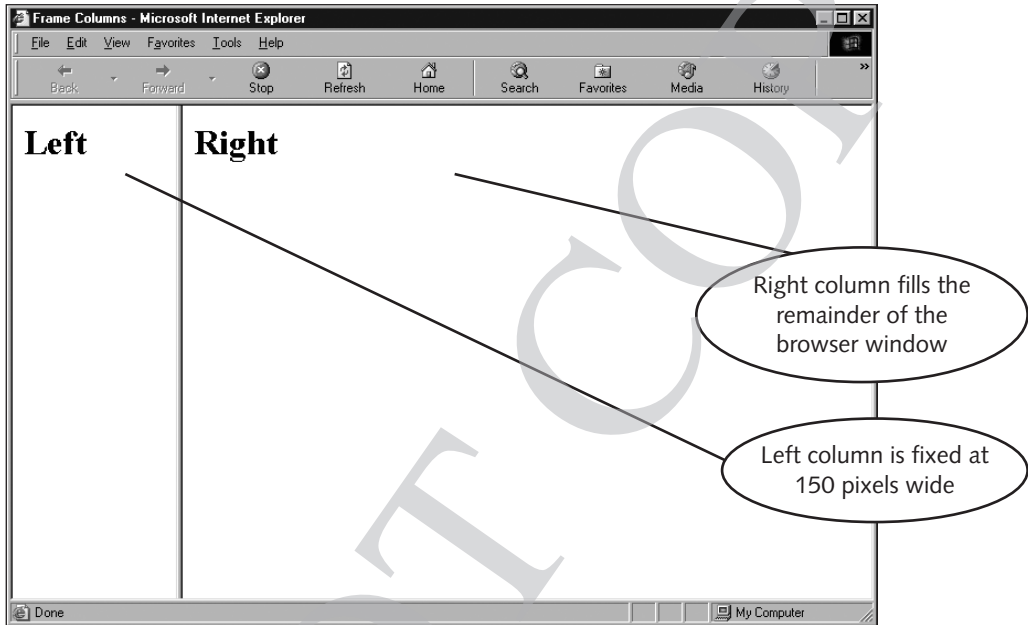 Frame Columns - Microsoft Internet Explorer
File Edit View Favorites Tools Help
Back Forward Stop Refresh Home Search Favorites Media History »
Left Right
Right column fills the
remainder of the
browser window
Left column is fixed at
150 pixels wide
Done My Computer